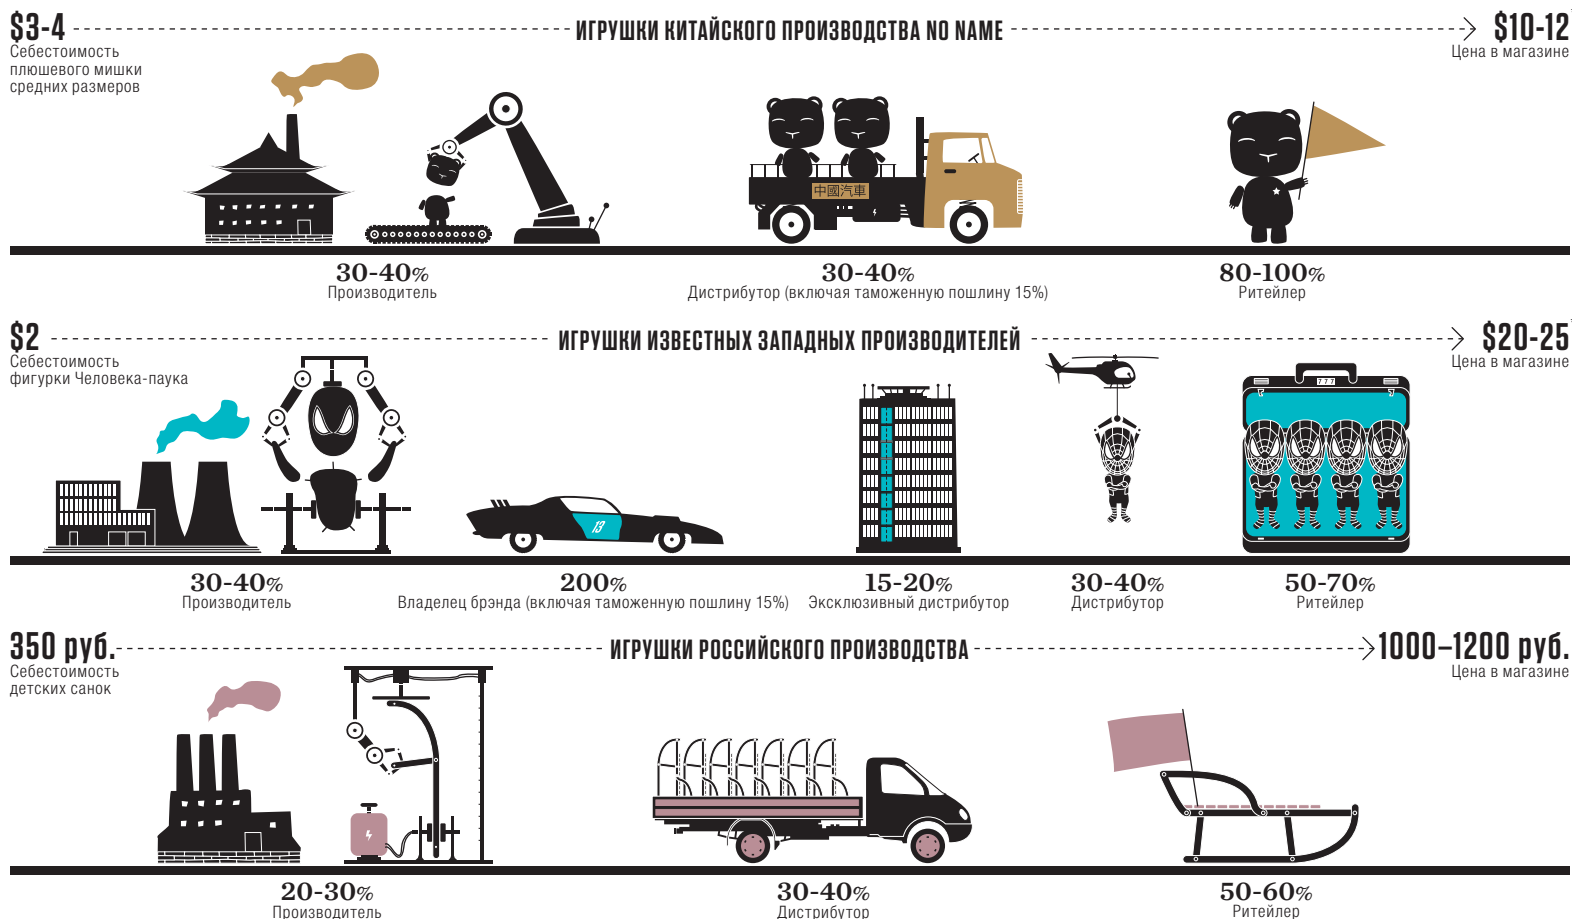 $3-4
ИГРУШКИ КИТАЙСКОГО ПРОИЗВОДСТВА NO NAME
$10-12
Себестоимость
плюшевого мишки
средних размеров
Цена в магазине
中國汽車
30-40%
Производитель
30-40%
Дистрибутор (включая таможенную пошлину 15%)
80-100%
Ритейлер
$2
ИГРУШКИ ИЗВЕСТНЫХ ЗАПАДНЫХ ПРОИЗВОДИТЕЛЕЙ
$20-25
Себестоимость
фигурки Человека-паука
Цена в магазине
777
13
30-40%
Производитель
200%
Владелец брэнда (включая таможенную пошлину 15%)
15-20%
Эксклюзивный дистрибутор
30-40%
Дистрибутор
50-70%
Ритейлер
350 руб.
ИГРУШКИ РОССИЙСКОГО ПРОИЗВОДСТВА
1000–1200 руб.
Себестоимость
детских санок
Цена в магазине
20-30%
Производитель
30-40%
Дистрибутор
50-60%
Ритейлер